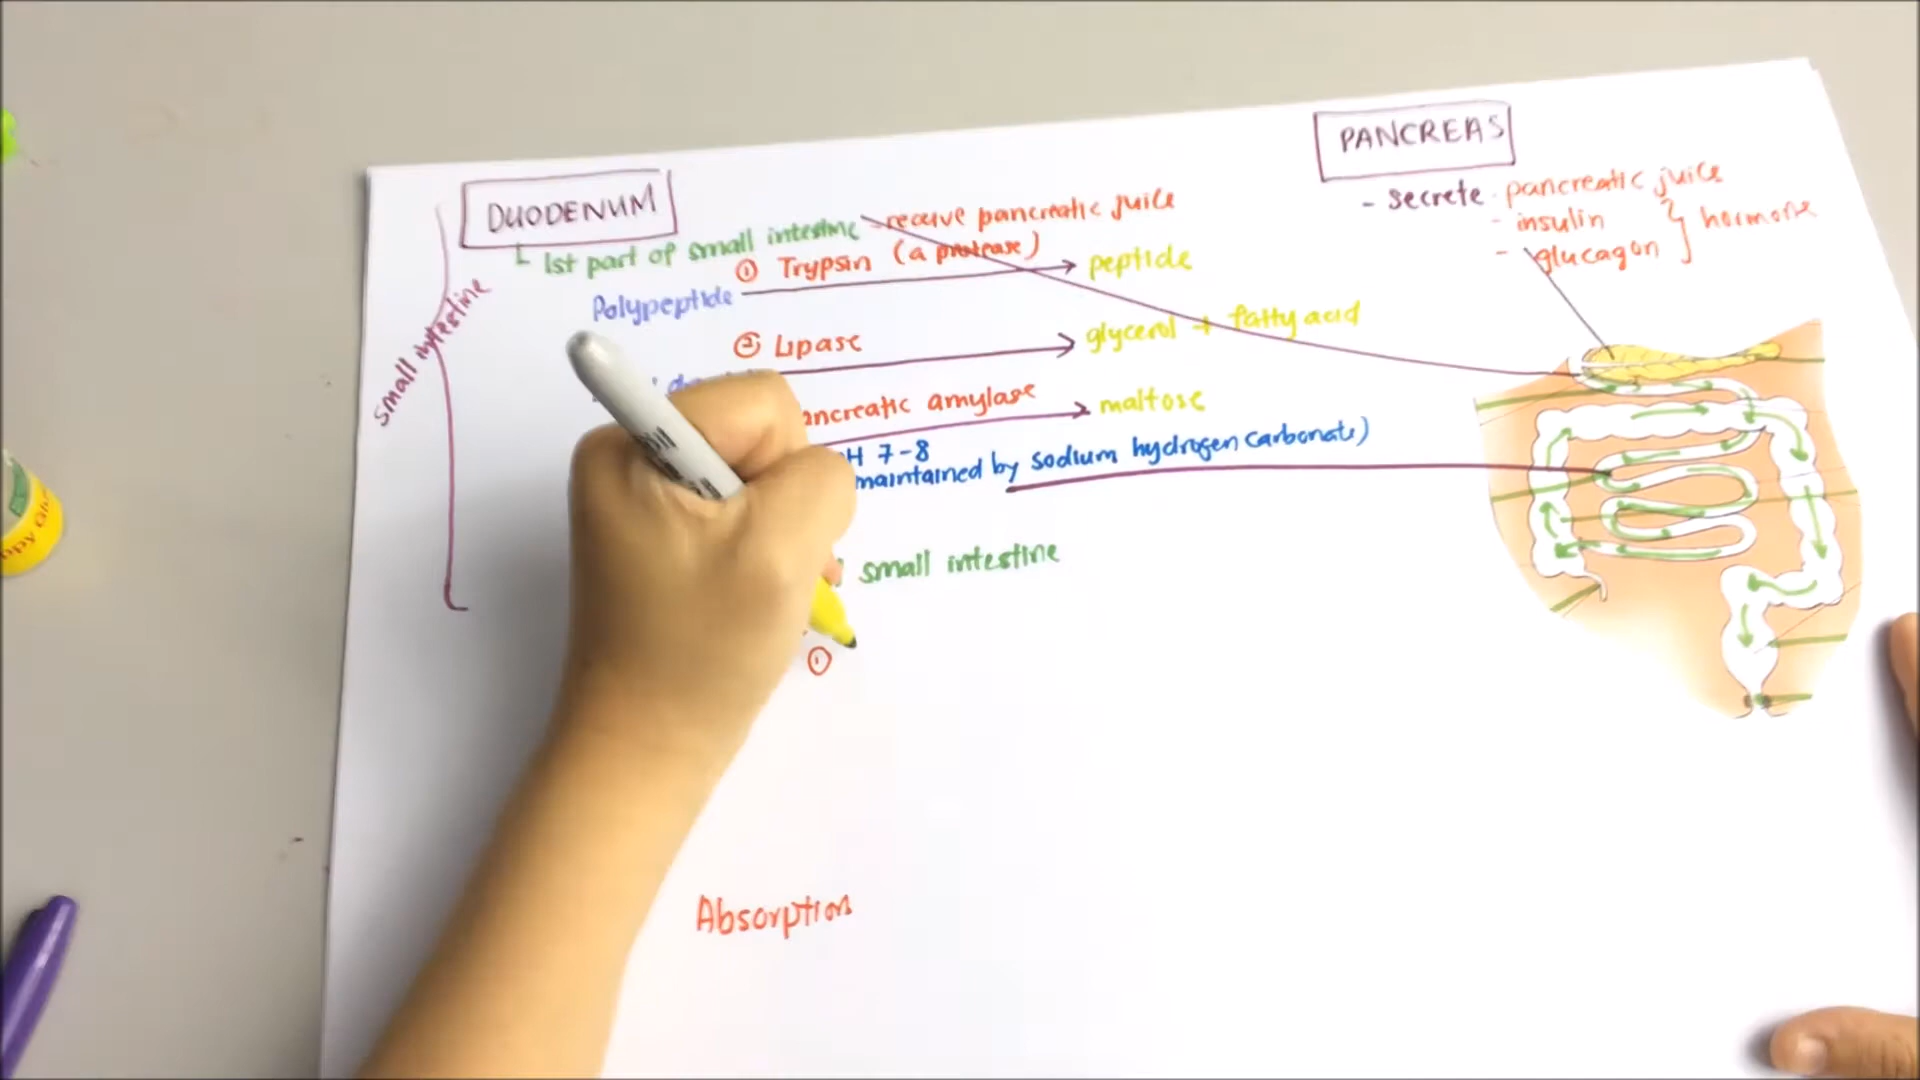 DUODENUM
PANCREAS
- secrete - pancreatic juice
- insulin
- glucagon
} hormone
1st part of small intestine - receive pancreatic juice
① Trypsin (a protease)
Polypeptide
peptide
② Lipase
glycerol + fatty acid
ancreatic amylase
maltose
H 7-8
maintained by sodium hydrogen carbonate)
small intestine
small intestine
①
Absorption